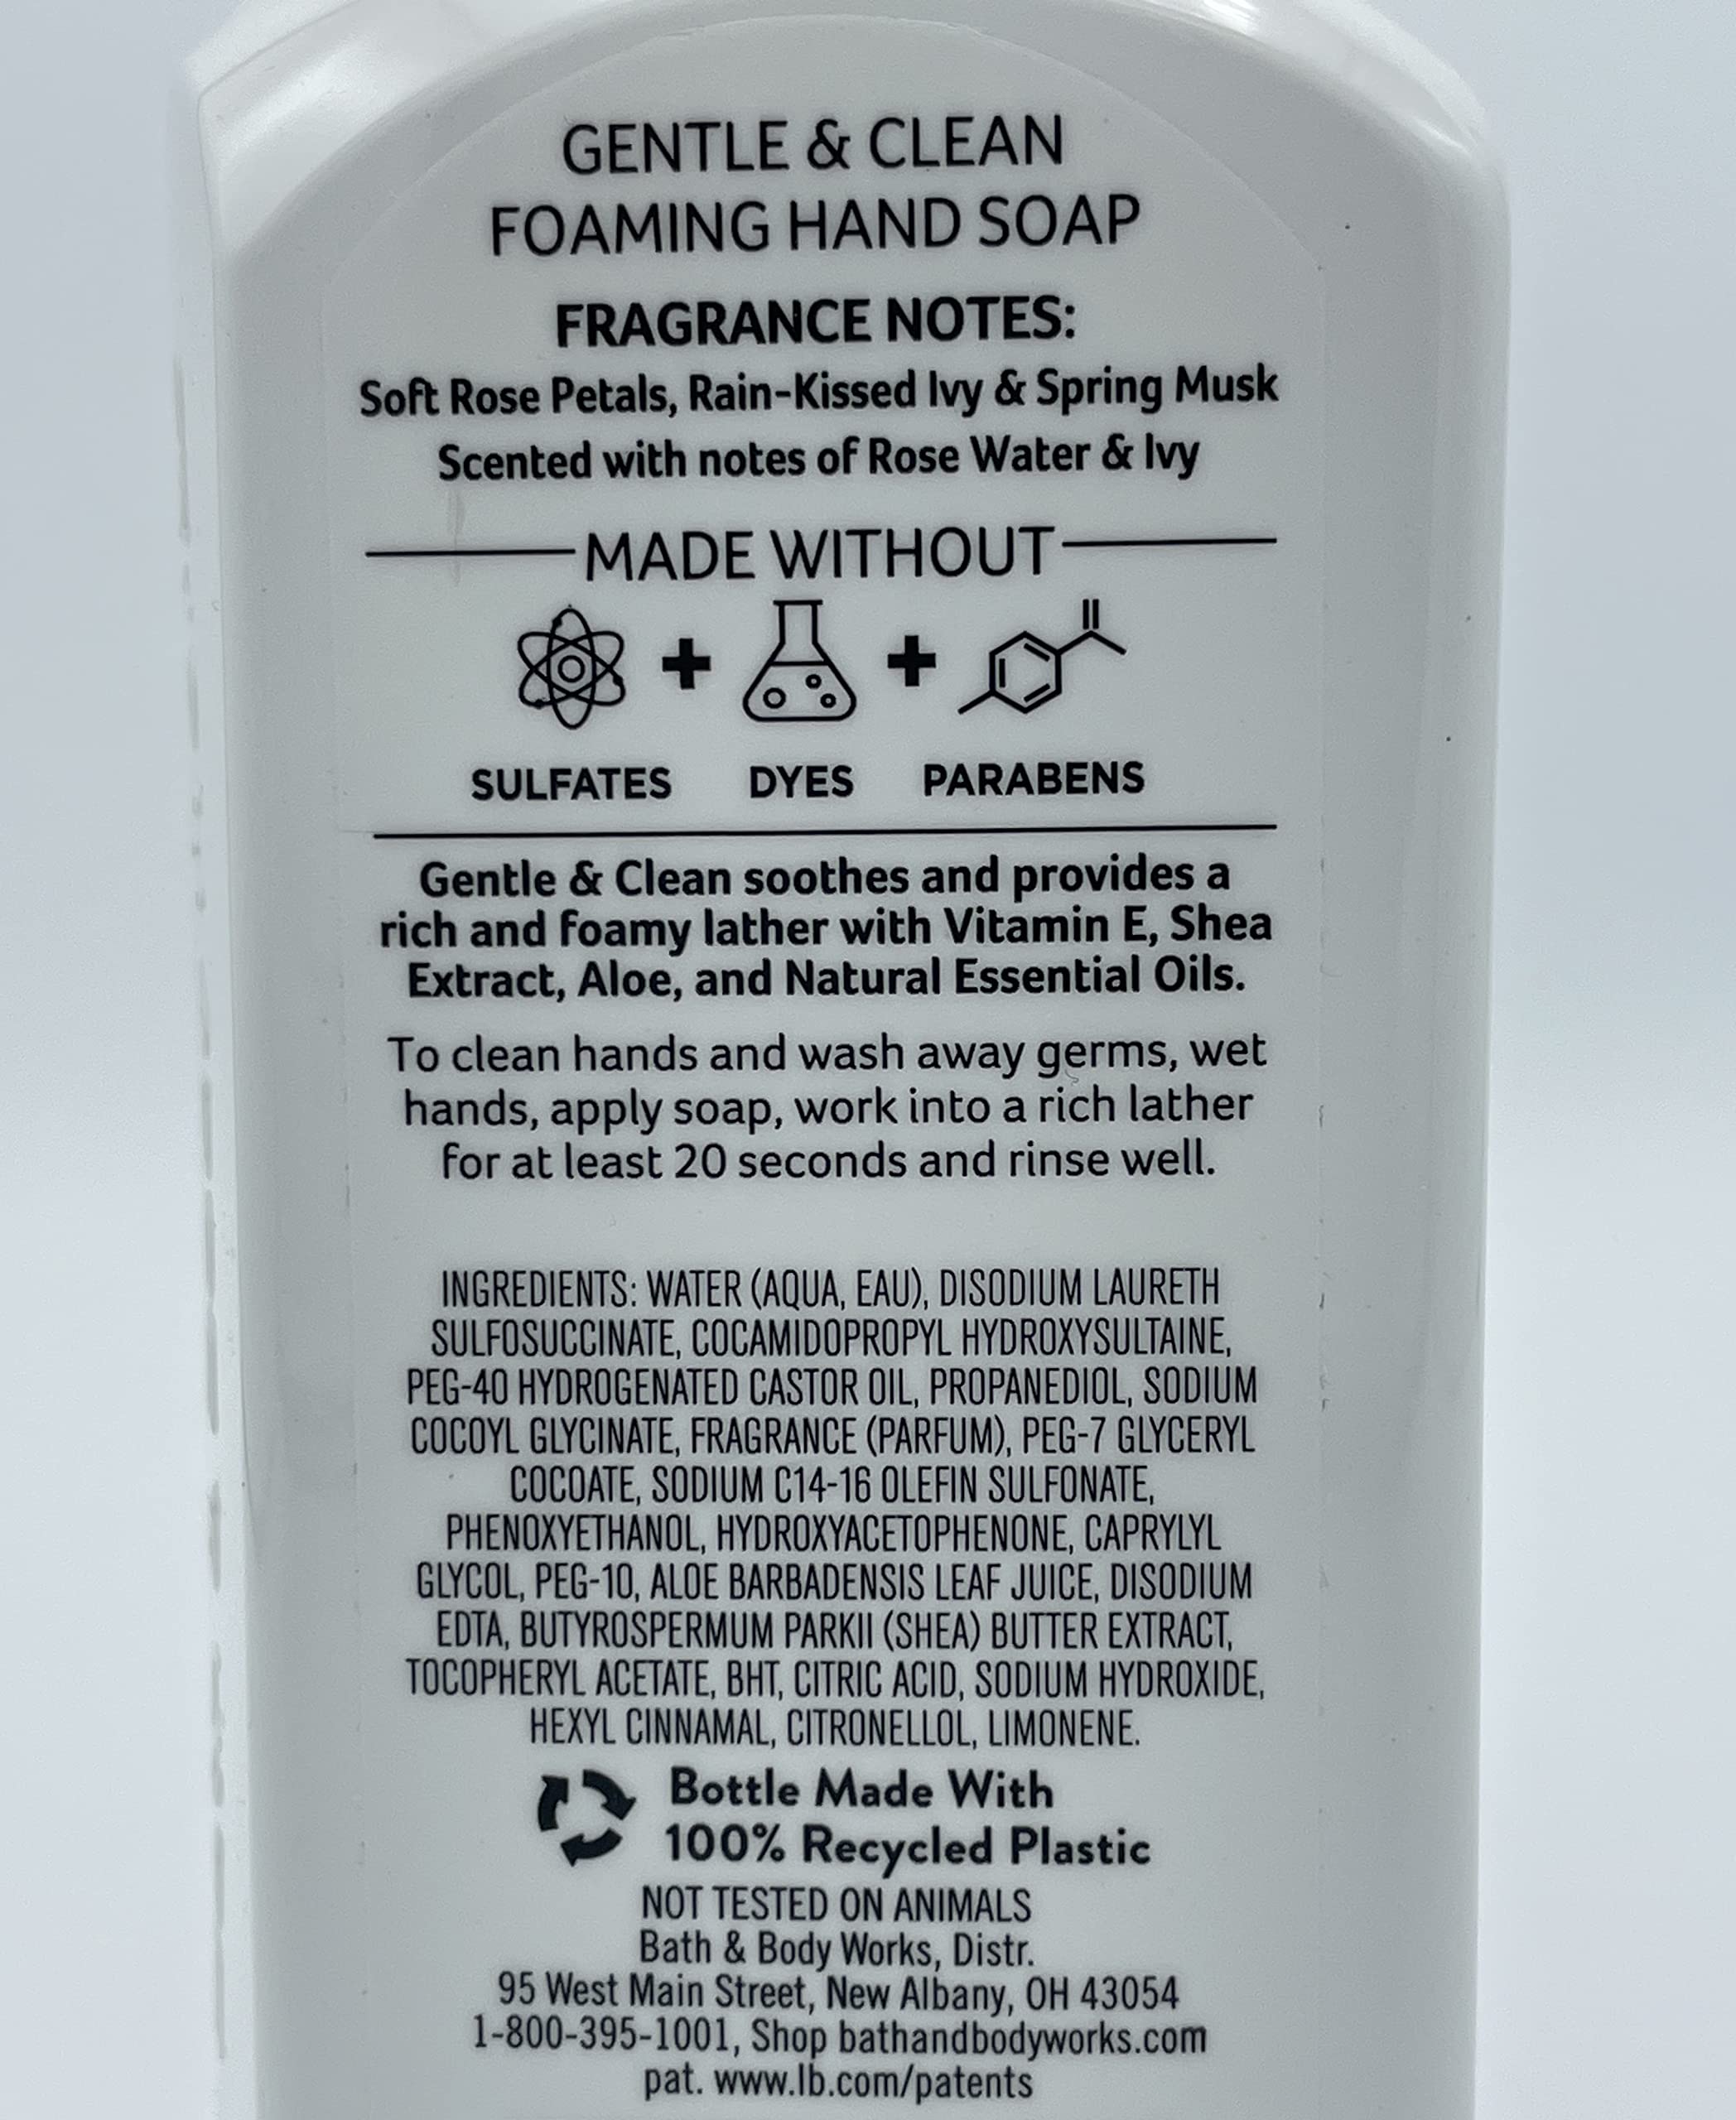 GENTLE & CLEAN
FOAMING HAND SOAP
FRAGRANCE NOTES:
Soft Rose Petals, Rain-Kissed Ivy & Spring Musk
Scented with notes of Rose Water & Ivy
MADE WITHOUT
SULFATES DYES PARABENS
Gentle & Clean soothes and provides a
rich and foamy lather with Vitamin E, Shea
Extract, Aloe, and Natural Essential Oils.
To clean hands and wash away germs, wet
hands, apply soap, work into a rich lather
for at least 20 seconds and rinse well.
INGREDIENTS: WATER (AQUA, EAU), DISODIUM LAURETH
SULFOSUCCINATE, COCAMIDOPROPYL HYDROXYSULTAINE,
PEG-40 HYDROGENATED CASTOR OIL, PROPANEDIOL, SODIUM
COCOYL GLYCINATE, FRAGRANCE (PARFUM), PEG-7 GLYCERYL
COCOATE, SODIUM C14-16 OLEFIN SULFONATE,
PHENOXYETHANOL, HYDROXYACETOPHENONE, CAPRYLYL
GLYCOL, PEG-10, ALOE BARBADENSIS LEAF JUICE, DISODIUM
EDTA, BUTYROSPERMUM PARKII (SHEA) BUTTER EXTRACT,
TOCOPHERYL ACETATE, BHT, CITRIC ACID, SODIUM HYDROXIDE,
HEXYL CINNAMAL, CITRONELLOL, LIMONENE.
Bottle Made With
100% Recycled Plastic
NOT TESTED ON ANIMALS
Bath & Body Works, Distr.
95 West Main Street, New Albany, OH 43054
1-800-395-1001, Shop bathandbodyworks.com
pat. www.lb.com/patents